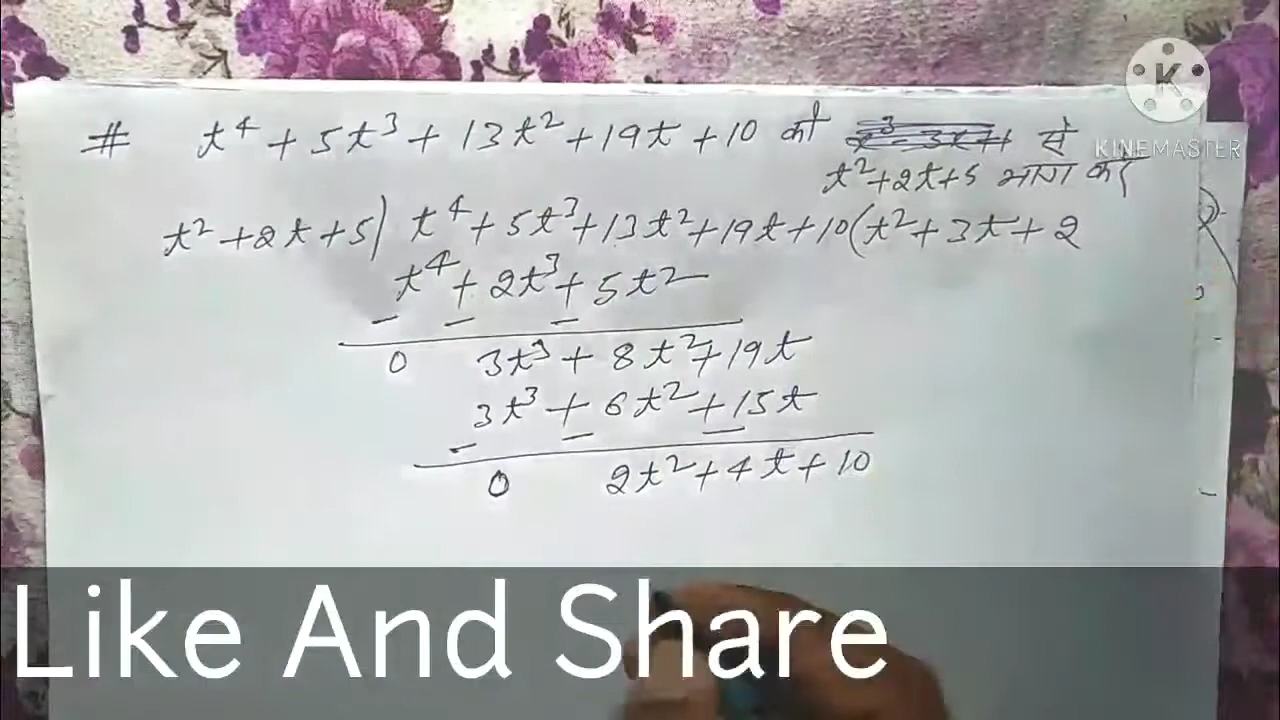 # t⁴ + 5t³ + 13t² + 19t + 10 को से
t² + 2t + 5 भाग दें
t² + 2t + 5) t⁴ + 5t³ + 13t² + 19t + 10 (t² + 3t + 2
t⁴ + 2t³ + 5t²
− − −
0 3t³ + 8t² + 19t
3t³ + 6t² + 15t
− − −
0 2t² + 4t + 10
K
KINEMASTER
Like And Share